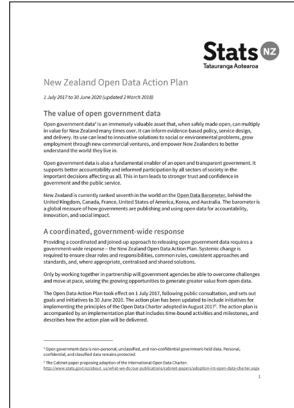 Stats NZ
Tatauranga Aotearoa
New Zealand Open Data Action Plan
1 July 2017 to 30 June 2020 (updated 2 March 2018)
The value of open government data
Open government data¹ is an immensely valuable asset that, when safely made open, can multiply
in value for New Zealand many times over. It can inform evidence-based policy, service design,
and delivery. Its use can lead to innovative solutions to social or environmental problems, grow
employment through new commercial ventures, and empower New Zealanders to better
understand the world they live in.
Open government data is also a fundamental enabler of an open and transparent government. It
supports better accountability and informed participation by all sectors of society in the
important decisions affecting us all. This in turn leads to stronger trust and confidence in
government and the public service.
New Zealand is currently ranked seventh in the world on the Open Data Barometer, behind the
United Kingdom, Canada, France, United States of America, Korea, and Australia. The barometer is
a global measure of how governments are publishing and using open data for accountability,
innovation, and social impact.
A coordinated, government-wide response
Providing a coordinated and joined-up approach to releasing open government data requires a
government-wide response – the New Zealand Open Data Action Plan. Systemic change is
required to ensure clear roles and responsibilities, common rules, consistent approaches and
standards, and, where appropriate, centralised and shared solutions.
Only by working together in partnership will government agencies be able to overcome challenges
and move at pace, seizing the growing opportunities to generate greater value from open data.
The Open Data Action Plan took effect on 1 July 2017, following public consultation, and sets out
goals and initiatives to 30 June 2020. The action plan has been updated to include initiatives for
implementing the principles of the Open Data Charter adopted in August 2017². The action plan is
accompanied by an implementation plan that includes time-bound activities and milestones, and
describes how the action plan will be delivered.
¹ Open government data is non-personal, unclassified, and non-confidential government-held data. Personal,
confidential, and classified data remains protected.
² The Cabinet paper proposing adoption of the International Open Data Charter:
1